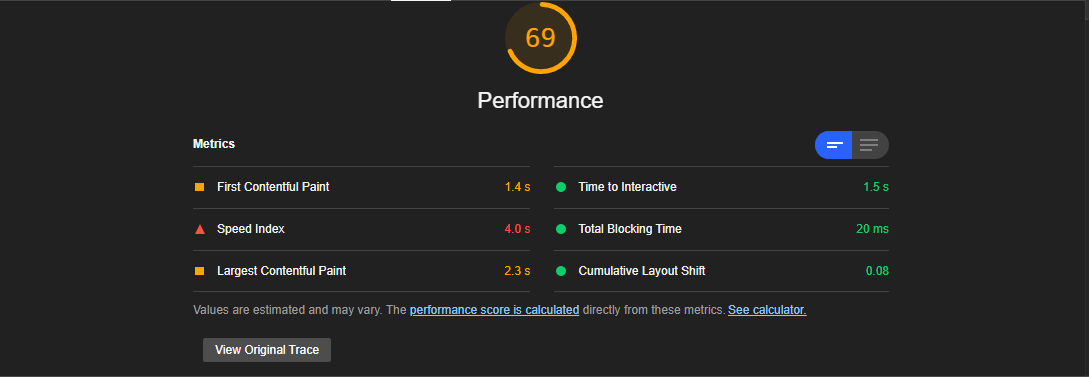 69
Performance
Metrics
First Contentful Paint 1.4 s
Time to Interactive 1.5 s
Speed Index 4.0 s
Total Blocking Time 20 ms
Largest Contentful Paint 2.3 s
Cumulative Layout Shift 0.08
Values are estimated and may vary. The performance score is calculated directly from these metrics. See calculator.
View Original Trace